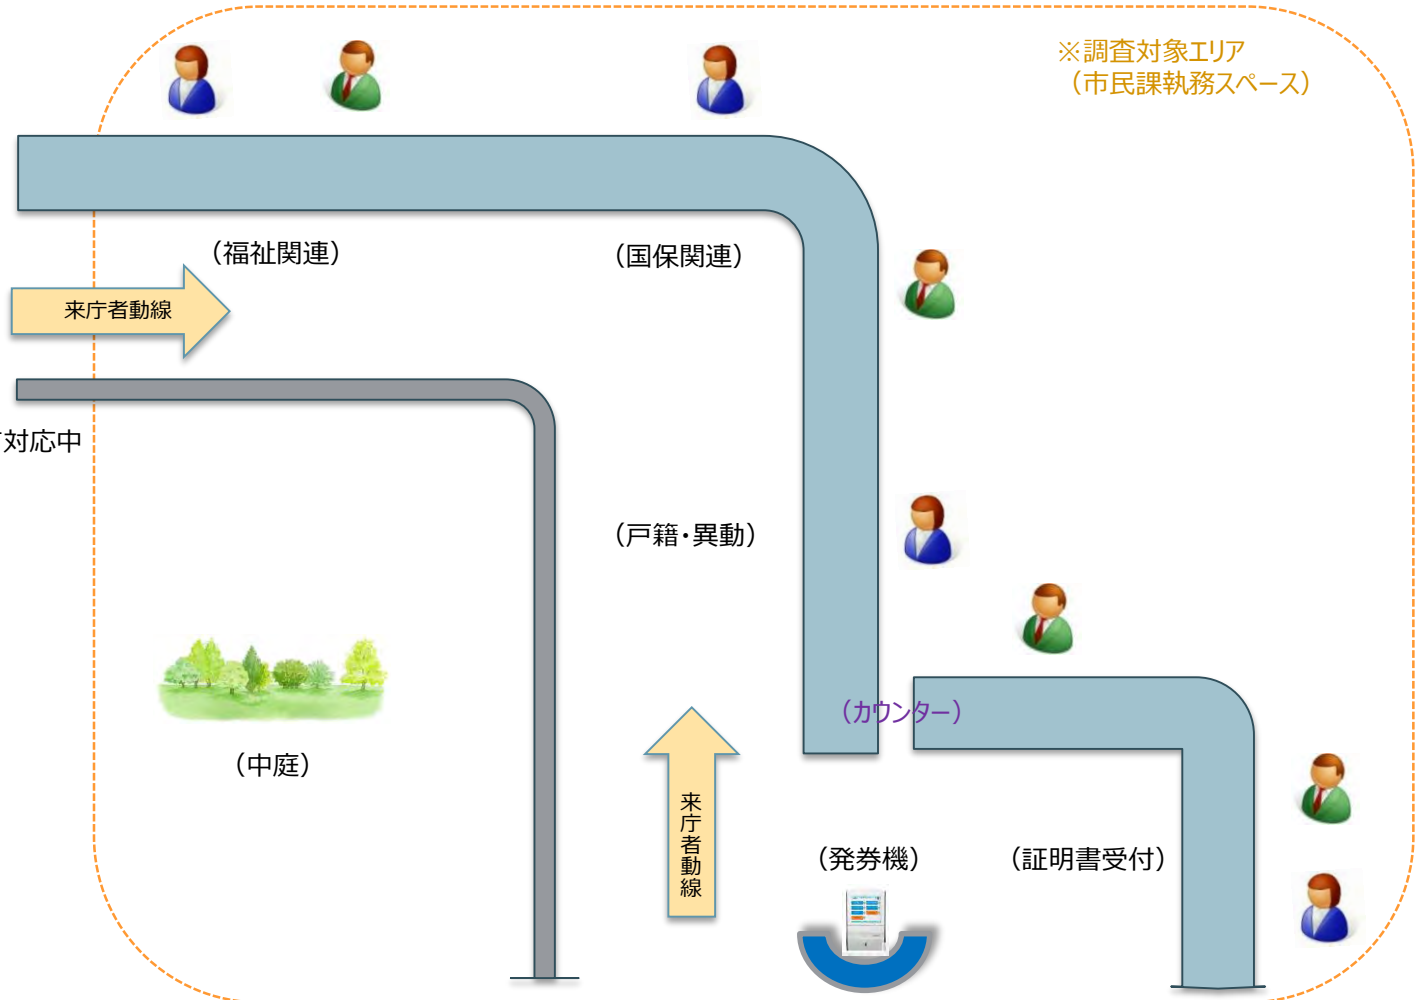 ※調査対象エリア
（市民課執務スペース）
（福祉関連）
（国保関連）
来庁者動線
対応中
（戸籍・異動）
（カウンター）
（中庭）
来庁者動線
（発券機）
（証明書受付）